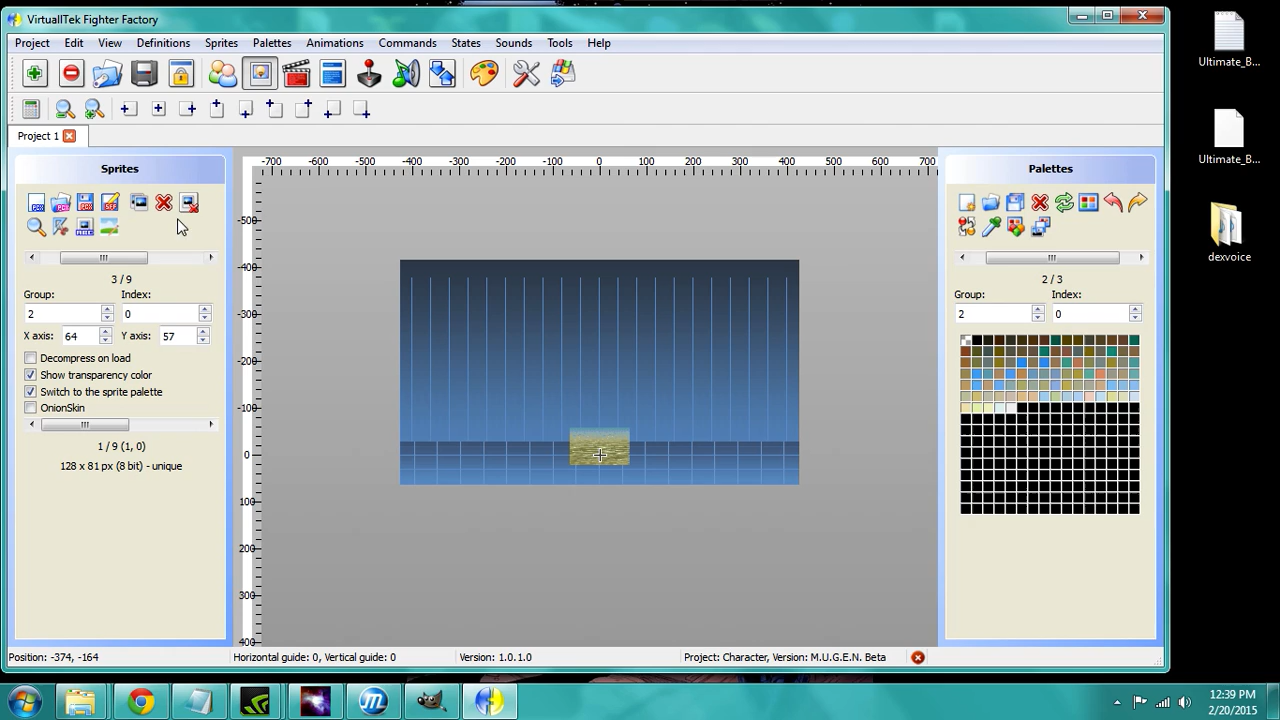 VirtuallTek Fighter Factory
Project Edit View Definitions Sprites Palettes Animations Commands States Sounds Tools Help
Project 1
Sprites
3 / 9
Group: Index:
2 0
X axis: 64 Y axis: 57
Decompress on load
Show transparency color
Switch to the sprite palette
OnionSkin
1 / 9 (1, 0)
128 x 81 px (8 bit) - unique
-700 -600 -500 -400 -300 -200 -100 0 100 200 300 400 500 600 700
-500
-400
-300
-200
-100
0
100
200
300
400
Palettes
2 / 3
Group: Index:
2 0
Position: -374, -164 Horizontal guide: 0, Vertical guide: 0 Version: 1.0.1.0 Project: Character, Version: M.U.G.E.N. Beta
Ultimate_B...
Ultimate_B...
dexvoice
12:39 PM
2/20/2015